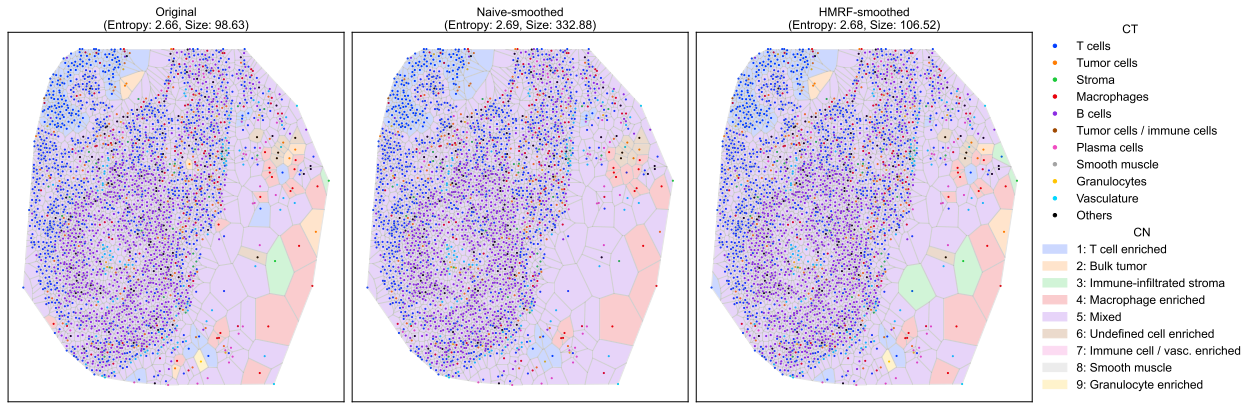 Original
(Entropy: 2.66, Size: 98.63)
Naive-smoothed
(Entropy: 2.69, Size: 332.88)
HMRF-smoothed
(Entropy: 2.68, Size: 106.52)
CT
T cells
Tumor cells
Stroma
Macrophages
B cells
Tumor cells / immune cells
Plasma cells
Smooth muscle
Granulocytes
Vasculature
Others
CN
1: T cell enriched
2: Bulk tumor
3: Immune-infiltrated stroma
4: Macrophage enriched
5: Mixed
6: Undefined cell enriched
7: Immune cell / vasc. enriched
8: Smooth muscle
9: Granulocyte enriched